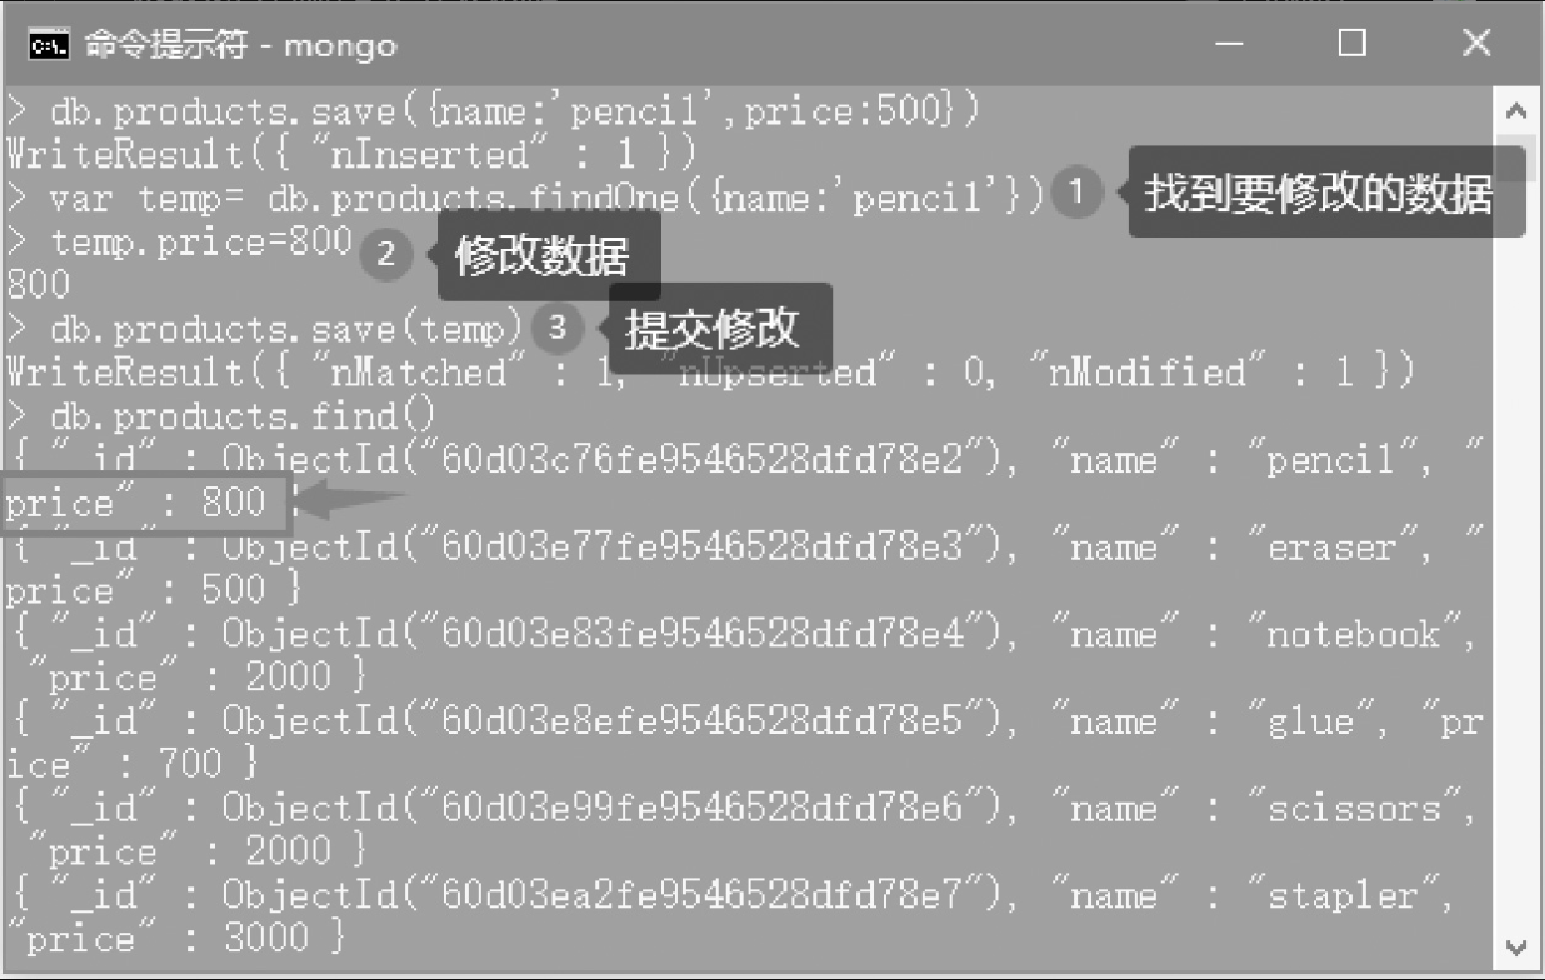 命令提示符 - mongo
> db.products.save({name:'pencil',price:500})
WriteResult({ "nInserted" : 1 })
> var temp= db.products.findOne({name:'pencil'}) 1 找到要修改的数据
> temp.price=800 2 修改数据
800
> db.products.save(temp) 3 提交修改
WriteResult({ "nMatched" : 1, "nUpserted" : 0, "nModified" : 1 })
> db.products.find()
{ "_id" : ObjectId("60d03c76fe9546528dfd78e2"), "name" : "pencil", "
price" : 800 }
{ "_id" : ObjectId("60d03e77fe9546528dfd78e3"), "name" : "eraser", "
price" : 500 }
{ "_id" : ObjectId("60d03e83fe9546528dfd78e4"), "name" : "notebook",
"price" : 2000 }
{ "_id" : ObjectId("60d03e8efe9546528dfd78e5"), "name" : "glue", "pr
ice" : 700 }
{ "_id" : ObjectId("60d03e99fe9546528dfd78e6"), "name" : "scissors",
"price" : 2000 }
{ "_id" : ObjectId("60d03ea2fe9546528dfd78e7"), "name" : "stapler",
"price" : 3000 }